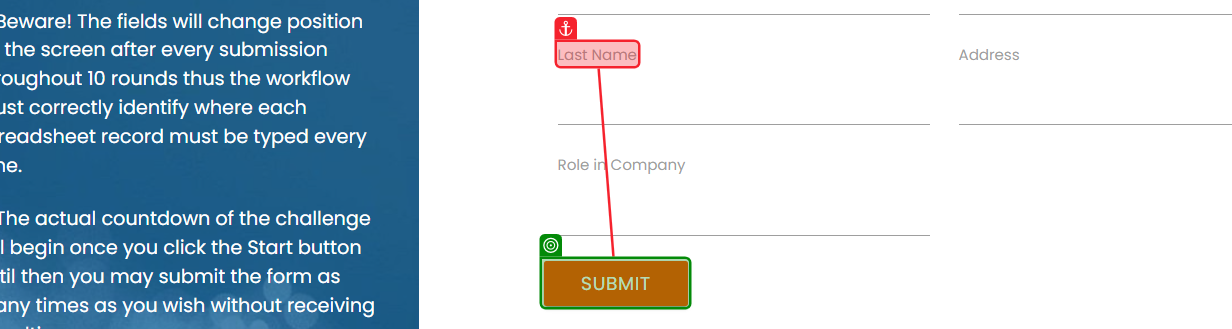 Beware! The fields will change position
the screen after every submission
roughout 10 rounds thus the workflow
ust correctly identify where each
readsheet record must be typed every
ne.
The actual countdown of the challenge
l begin once you click the Start button
til then you may submit the form as
any times as you wish without receiving
Last Name
Address
Role in Company
SUBMIT